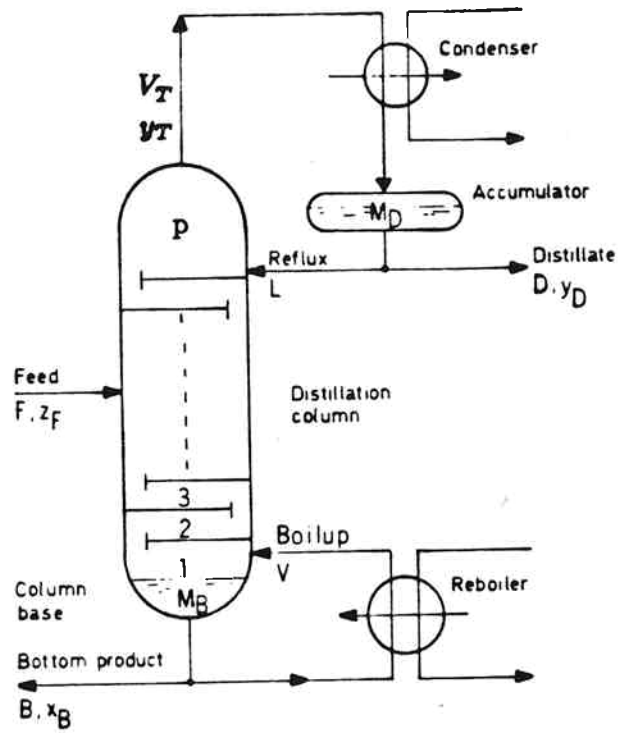 Condenser
V_T
y_T
Accumulator
M_D
p
Reflux
L
Distillate
D, y_D
Feed
F, z_F
Distillation
column
3
2
1
Boilup
V
Reboiler
M_B
Column
base
Bottom product
B, x_B